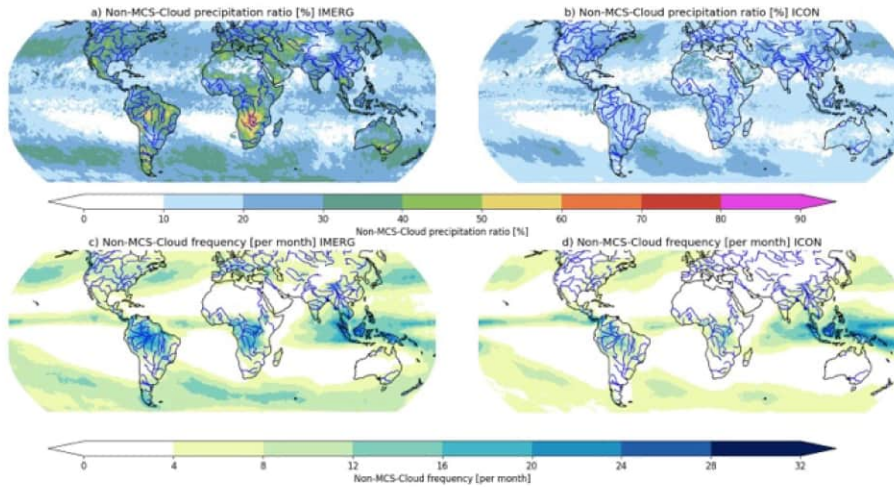 a) Non-MCS-Cloud precipitation ratio [%] IMERG
b) Non-MCS-Cloud precipitation ratio [%] ICON
0 10 20 30 40 50 60 70 80 90
Non-MCS-Cloud precipitation ratio [%]
c) Non-MCS-Cloud frequency [per month] IMERG
d) Non-MCS-Cloud frequency [per month] ICON
0 4 8 12 16 20 24 28 32
Non-MCS-Cloud frequency [per month]